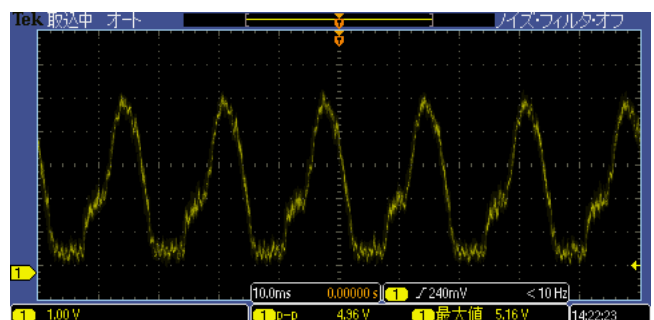 Tek 取込中 オート ノイズ・フィルタ・オフ
1
10.0ms 0.00000 s 1 240mV <10 Hz
1 1.00 V 1 p-p 4.96 V 1 最大値 5.16 V 14:22:23